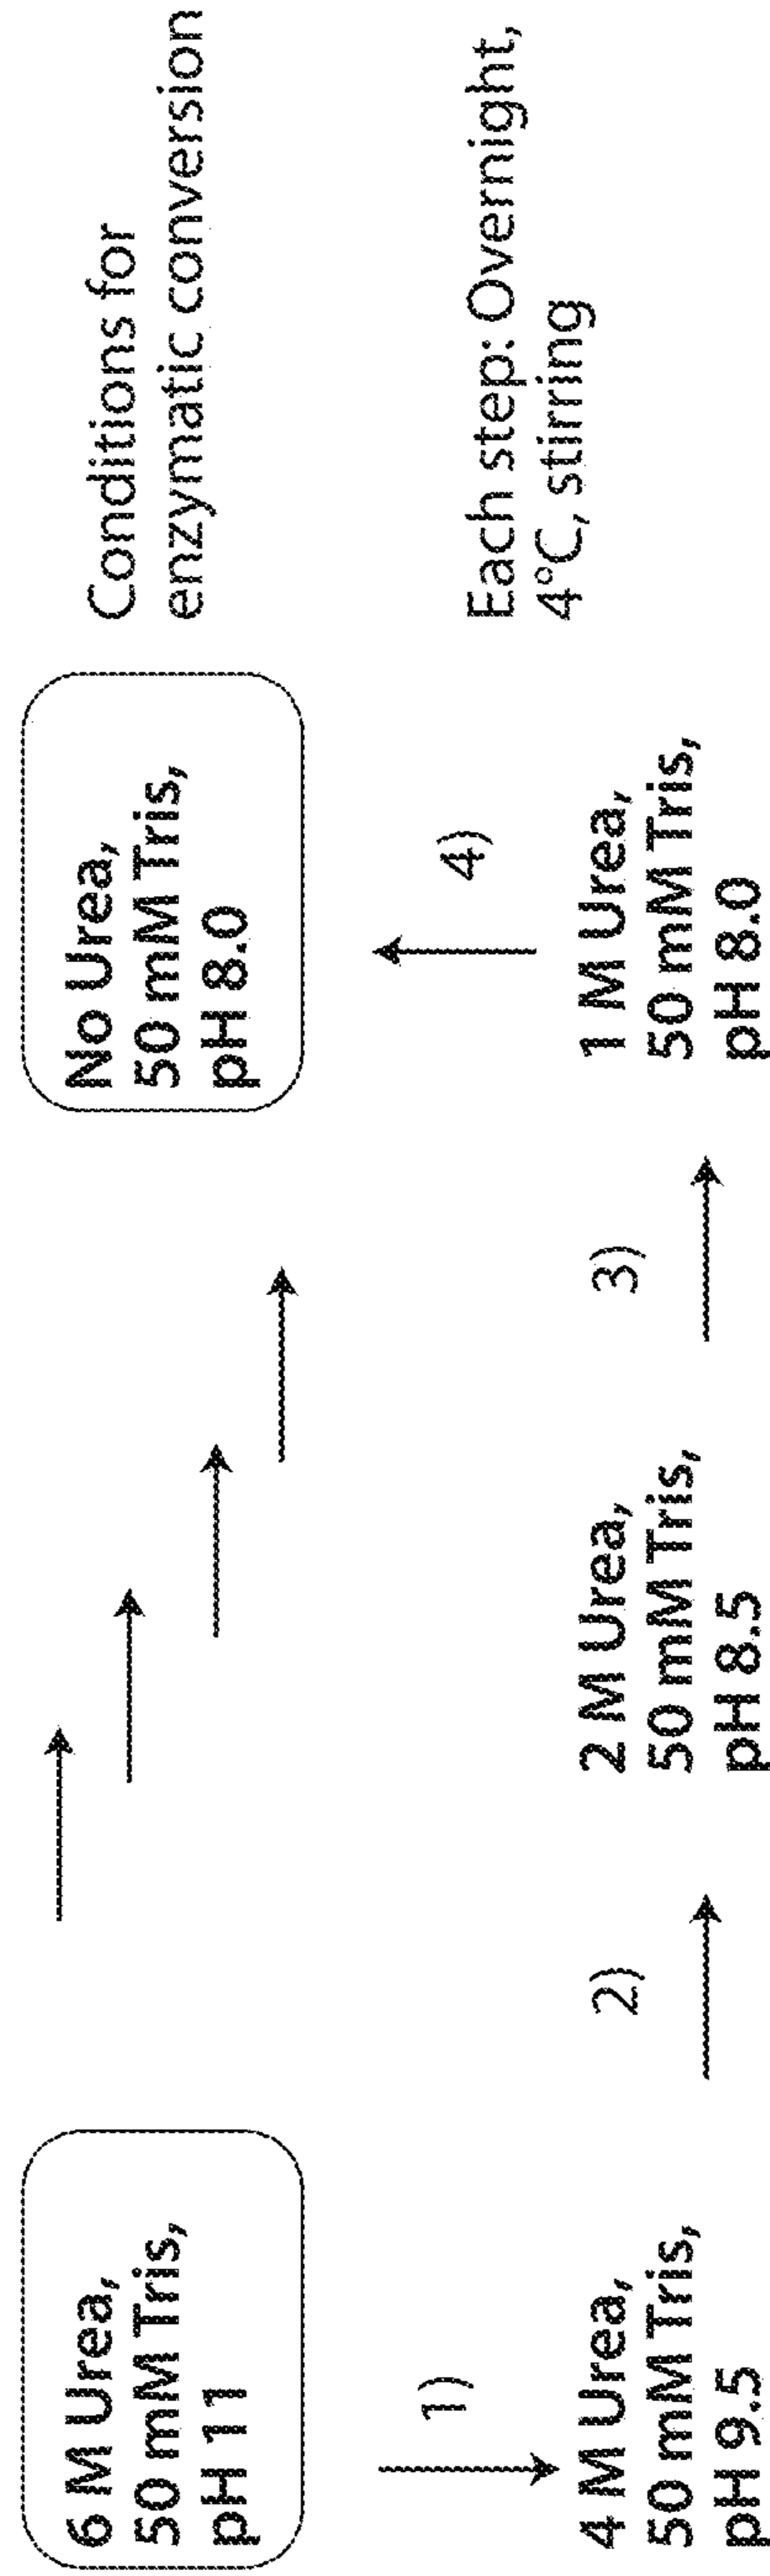 6 M Urea,
50 mM Tris,
pH 11
No Urea,
50 mM Tris,
pH 8.0
Conditions for
enzymatic conversion
1)
4)
Each step: Overnight,
4°C, stirring
4 M Urea,
50 mM Tris,
pH 9.5
2)
2 M Urea,
50 mM Tris,
pH 8.5
3)
1 M Urea,
50 mM Tris,
pH 8.0